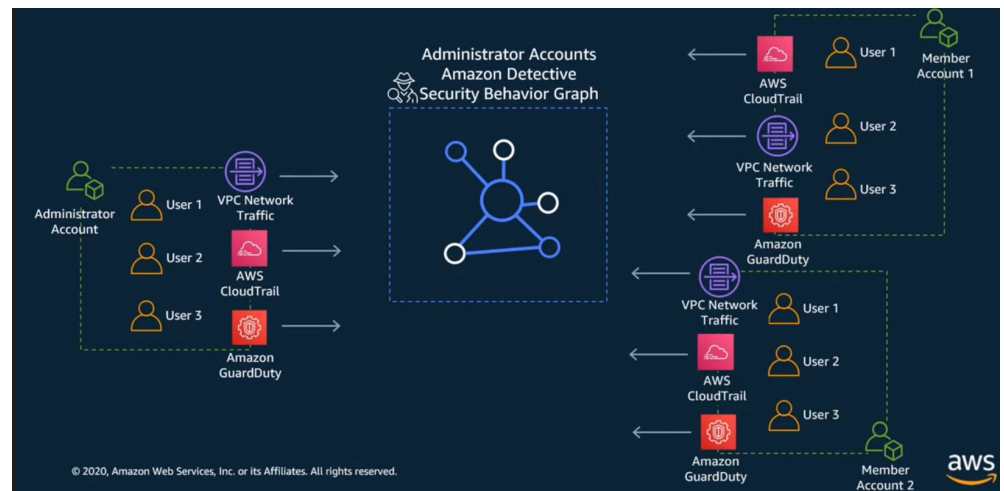 Administrator Accounts
Amazon Detective
Security Behavior Graph
Administrator
Account
User 1
User 2
User 3
VPC Network
Traffic
AWS
CloudTrail
Amazon
GuardDuty
Member
Account 1
User 1
User 2
User 3
AWS
CloudTrail
VPC Network
Traffic
Amazon
GuardDuty
VPC Network
Traffic
AWS
CloudTrail
Amazon
GuardDuty
User 1
User 2
User 3
Member
Account 2
© 2020, Amazon Web Services, Inc. or its Affiliates. All rights reserved.
aws